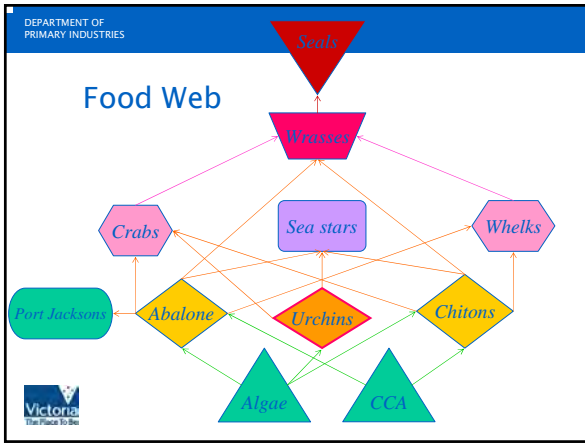 DEPARTMENT OF
PRIMARY INDUSTRIES
Seals
Food Web
Wrasses
Crabs
Sea stars
Whelks
Port Jacksons
Abalone
Urchins
Chitons
Algae
CCA
Victoria
The Place To Be